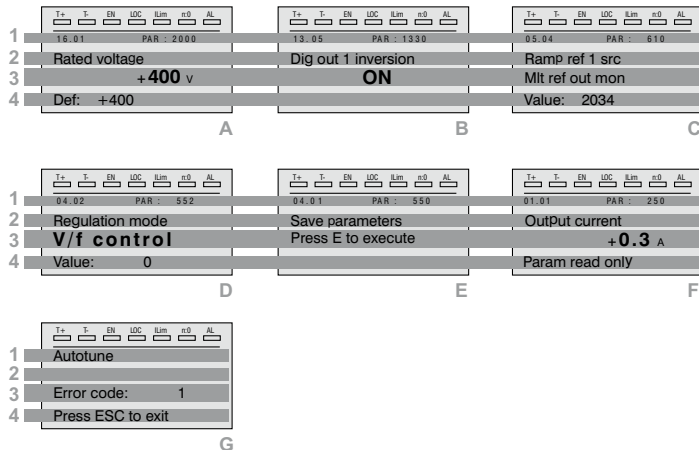 T+ T- EN LOC ILim n:0 AL
1 16.01 PAR : 2000
2 Rated voltage
3 +400 V
4 Def: +400
A
T+ T- EN LOC ILim n:0 AL
13.05 PAR : 1330
Dig out 1 inversion
ON
B
T+ T- EN LOC ILim n:0 AL
05.04 PAR : 610
Ramp ref 1 src
Mlt ref out mon
Value: 2034
C
T+ T- EN LOC ILim n:0 AL
1 04.02 PAR : 552
2 Regulation mode
3 V/f control
4 Value: 0
D
T+ T- EN LOC ILim n:0 AL
04.01 PAR : 550
Save parameters
Press E to execute
E
T+ T- EN LOC ILim n:0 AL
01.01 PAR : 250
Output current
+0.3 A
Param read only
F
T+ T- EN LOC ILim n:0 AL
1 Autotune
2
3 Error code: 1
4 Press ESC to exit
G